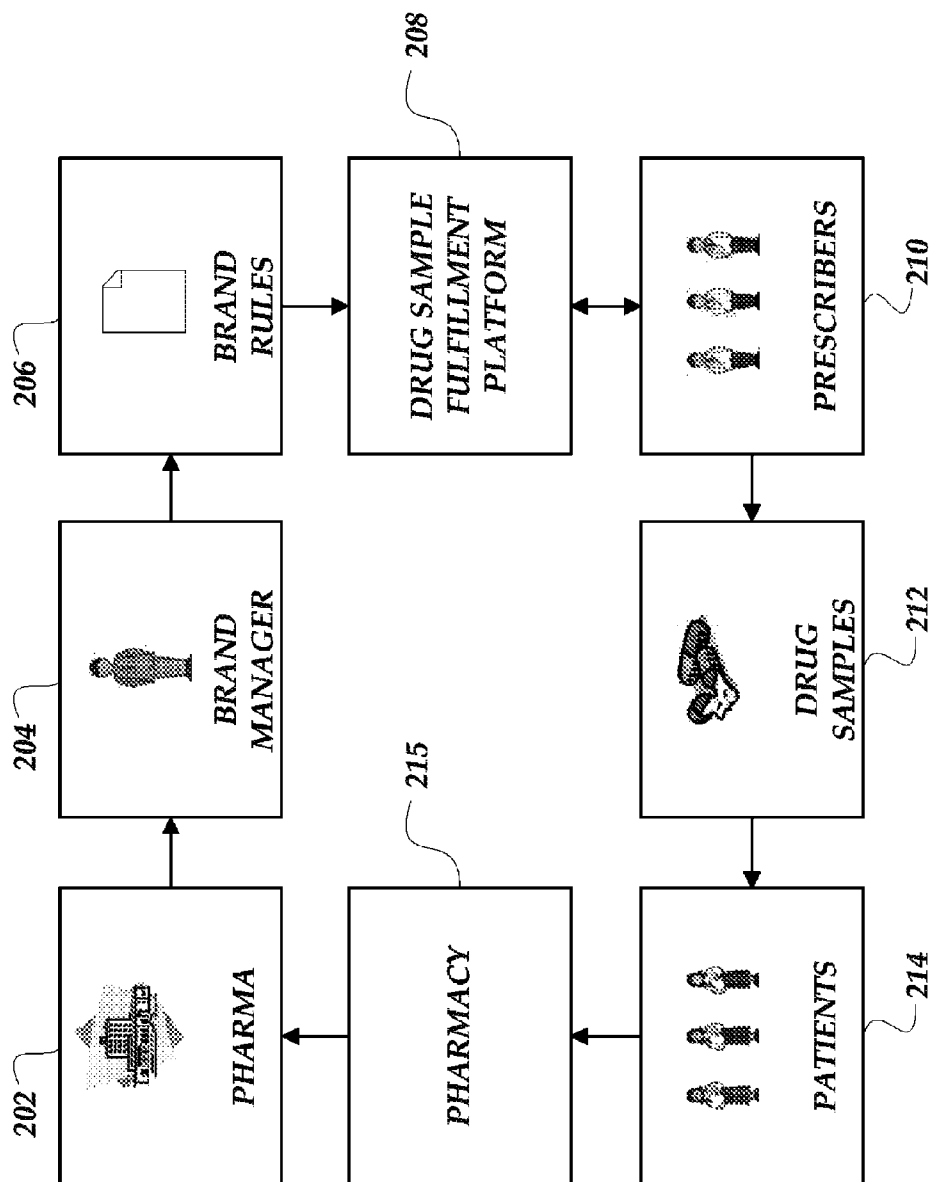 202
PHARMA
204
BRAND
MANAGER
206
BRAND
RULES
215
PHARMACY
208
DRUG SAMPLE
FULFILLMENT
PLATFORM
214
PATIENTS
212
DRUG
SAMPLES
210
PRESCRIBERS